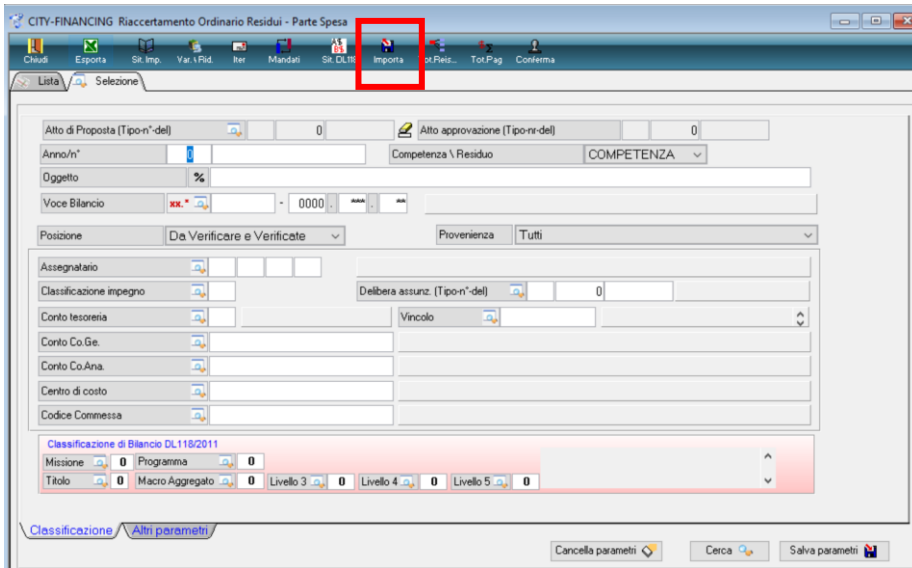 CITY-FINANCING Riaccertamento Ordinario Residui - Parte Spesa
Chiudi Esporta Sit.Imp. Var.\Rid. Iter Mandati Sit.DL118 Importa Tot.Reis... Tot.Pag Conferma
Lista Selezione
Atto di Proposta (Tipo-n°-del) 0 Atto approvazione (Tipo-nr-del) 0
Anno/n° 0 Competenza \ Residuo COMPETENZA
Oggetto %
Voce Bilancio xx.* - 0000 . *** . **
Posizione Da Verificare e Verificate Provenienza Tutti
Assegnatario
Classificazione impegno Delibera assunz. (Tipo-n°-del) 0
Conto tesoreria Vincolo
Conto Co.Ge.
Conto Co.Ana.
Centro di costo
Codice Commessa
Classificazione di Bilancio DL118/2011
Missione 0 Programma 0
Titolo 0 Macro Aggregato 0 Livello 3 0 Livello 4 0 Livello 5 0
Classificazione Altri parametri
Cancella parametri Cerca Salva parametri